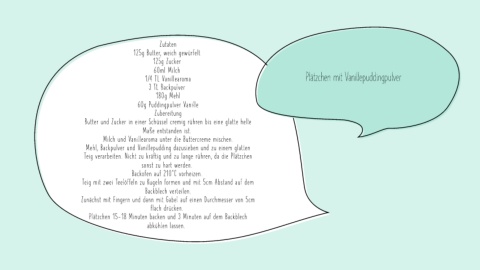 Zutaten
125g Butter, weich gewürfelt
125g Zucker
60ml Milch
1/4 TL Vanillearoma
3 TL Backpulver
180g Mehl
60g Puddingpulver Vanille
Zubereitung
Butter und Zucker in einer Schüssel cremig rühren bis eine glatte helle
Maße entstanden ist.
Milch und Vanillearoma unter die Buttercreme mischen.
Mehl, Backpulver und Vanillepudding dazusieben und zu einem glatten
Teig verarbeiten. Nicht zu kräftig und zu lange rühren, da die Plätzchen
sonst zu hart werden.
Backofen auf 210°C vorheizen.
Teig mit zwei Teelöffeln zu Kugeln formen und mit 5cm Abstand auf dem
Backblech verteilen.
Zunächst mit Fingern und dann mit Gabel auf einen Durchmesser von 5cm
flach drücken.
Plätzchen 15-18 Minuten backen und 3 Minuten auf dem Backblech
abkühlen lassen.
Plätzchen mit Vanillepuddingpulver